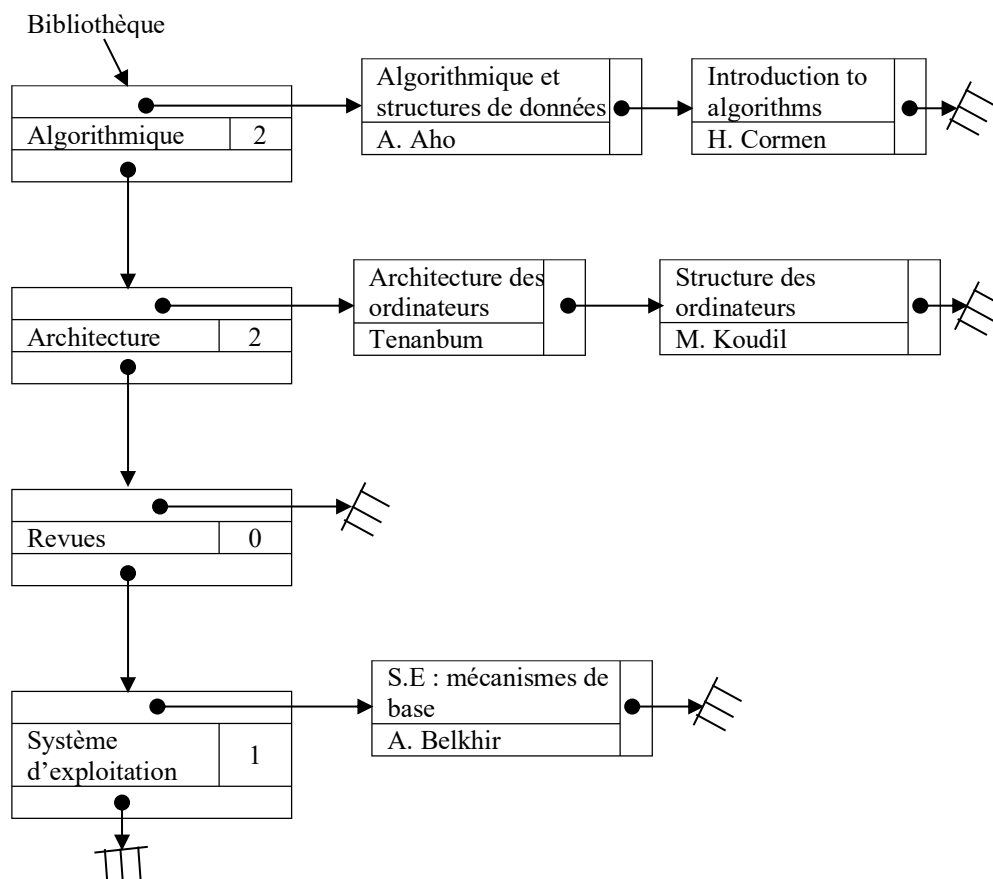 Bibliothèque
Algorithmique et
structures de données
A. Aho
Introduction to
algorithms
H. Cormen
Algorithmique 2
Architecture des
ordinateurs
Tenanbum
Structure des
ordinateurs
M. Koudil
Architecture 2
Revues 0
S.E : mécanismes de
base
A. Belkhir
Système
d’exploitation
1